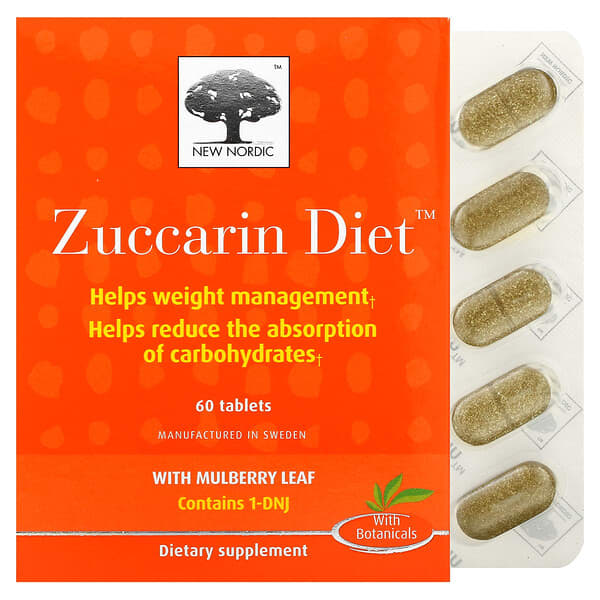 ™
NEW NORDIC
Zuccarin Diet™
Helps weight management†
Helps reduce the absorption
of carbohydrates†
60 tablets
MANUFACTURED IN SWEDEN
WITH MULBERRY LEAF
Contains 1-DNJ
With
Botanicals
Dietary supplement